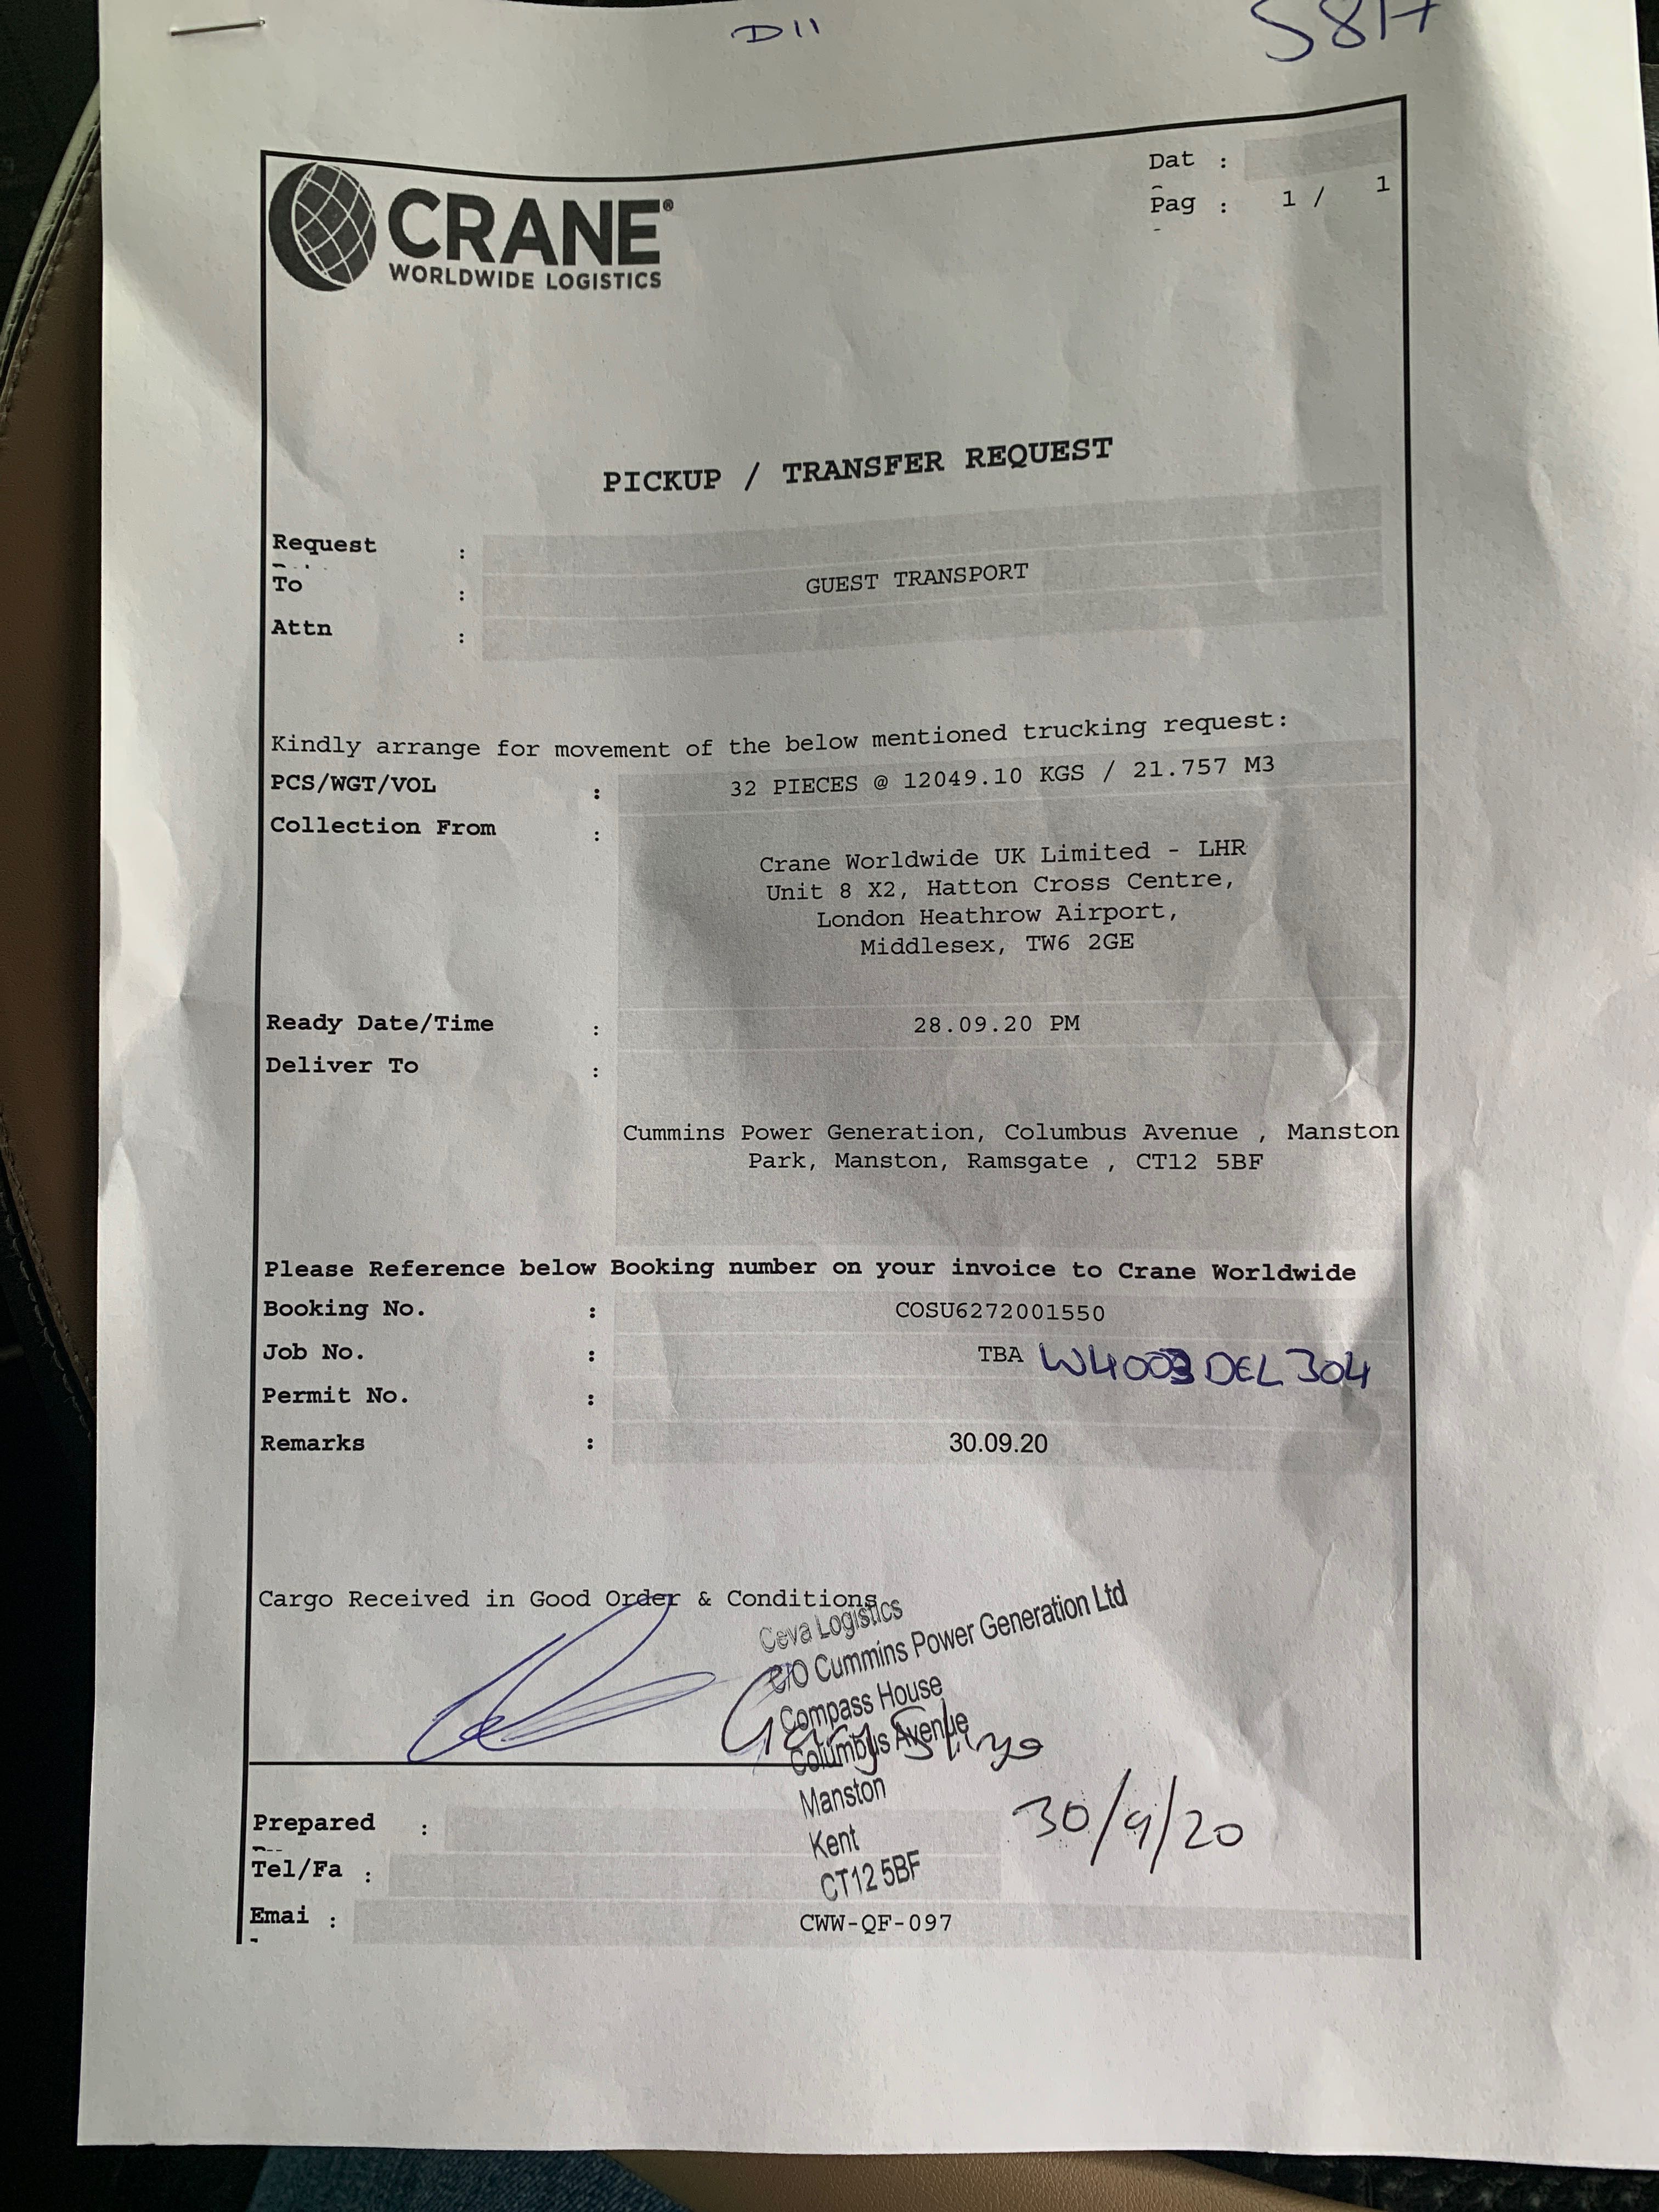 D11
CRANE®
WORLDWIDE LOGISTICS
Dat :
Pag : 1 / 1
PICKUP / TRANSFER REQUEST
Request :
To : GUEST TRANSPORT
Attn :
Kindly arrange for movement of the below mentioned trucking request:
PCS/WGT/VOL : 32 PIECES @ 12049.10 KGS / 21.757 M3
Collection From :
Crane Worldwide UK Limited - LHR
Unit 8 X2, Hatton Cross Centre,
London Heathrow Airport,
Middlesex, TW6 2GE
Ready Date/Time : 28.09.20 PM
Deliver To :
Cummins Power Generation, Columbus Avenue , Manston
Park, Manston, Ramsgate , CT12 5BF
Please Reference below Booking number on your invoice to Crane Worldwide
Booking No. : COSU6272001550
Job No. : TBA W4003 DEL 304
Permit No. :
Remarks : 30.09.20
Cargo Received in Good Order & Conditions
Ceva Logistics
C/O Cummins Power Generation Ltd
Compass House
Columbus Avenue
Manston
Kent
CT12 5BF
30/9/20
Prepared :
Tel/Fa :
Emai :
CWW-QF-097